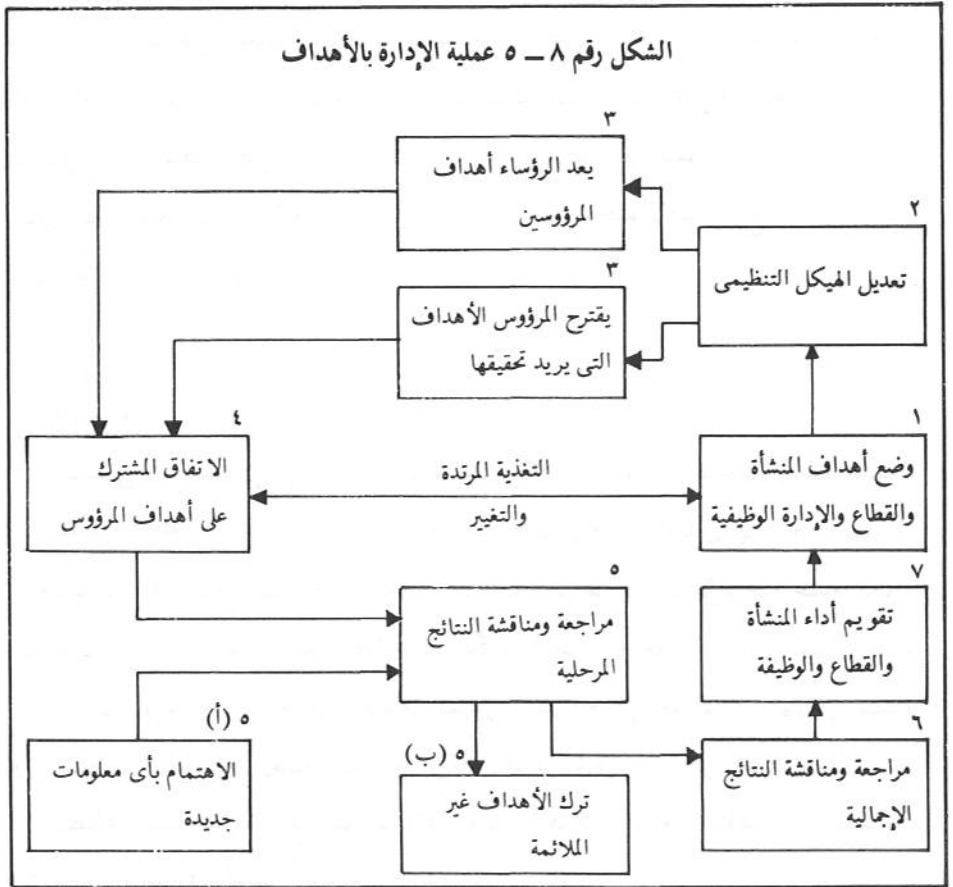 الشكل رقم ٨ ــ ٥ عملية الإدارة بالأهداف
٣
يعد الرؤساء أهداف
المرؤوسين
٢
تعديل الهيكل التنظيمى
٣
يقترح المرؤوس الأهداف
التى يريد تحقيقها
١
وضع أهداف المنشأة
والقطاع والإدارة الوظيفية
التغذية المرتدة
والتغيير
٤
الاتفاق المشترك
على أهداف المرؤوس
٧
تقويم أداء المنشأة
والقطاع والوظيفة
٥
مراجعة ومناقشة النتائج
المرحلية
٦
مراجعة ومناقشة النتائج
الإجمالية
٥ (ب)
ترك الأهداف غير
الملائمة
٥ (أ)
الاهتمام بأى معلومات
جديدة